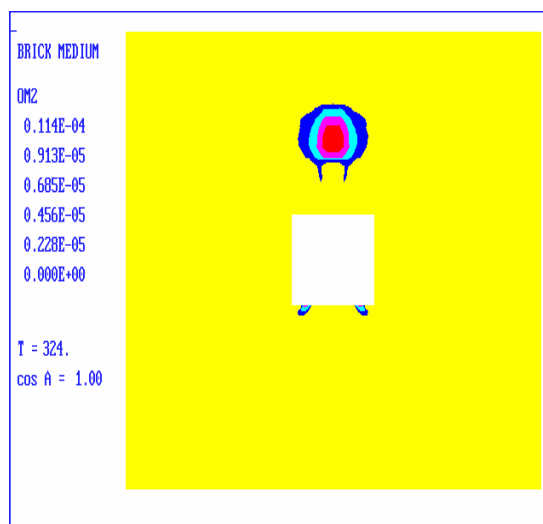 BRICK MEDIUM
OM2
0.114E-04
0.913E-05
0.685E-05
0.456E-05
0.228E-05
0.000E+00
T = 324.
cos A = 1.00